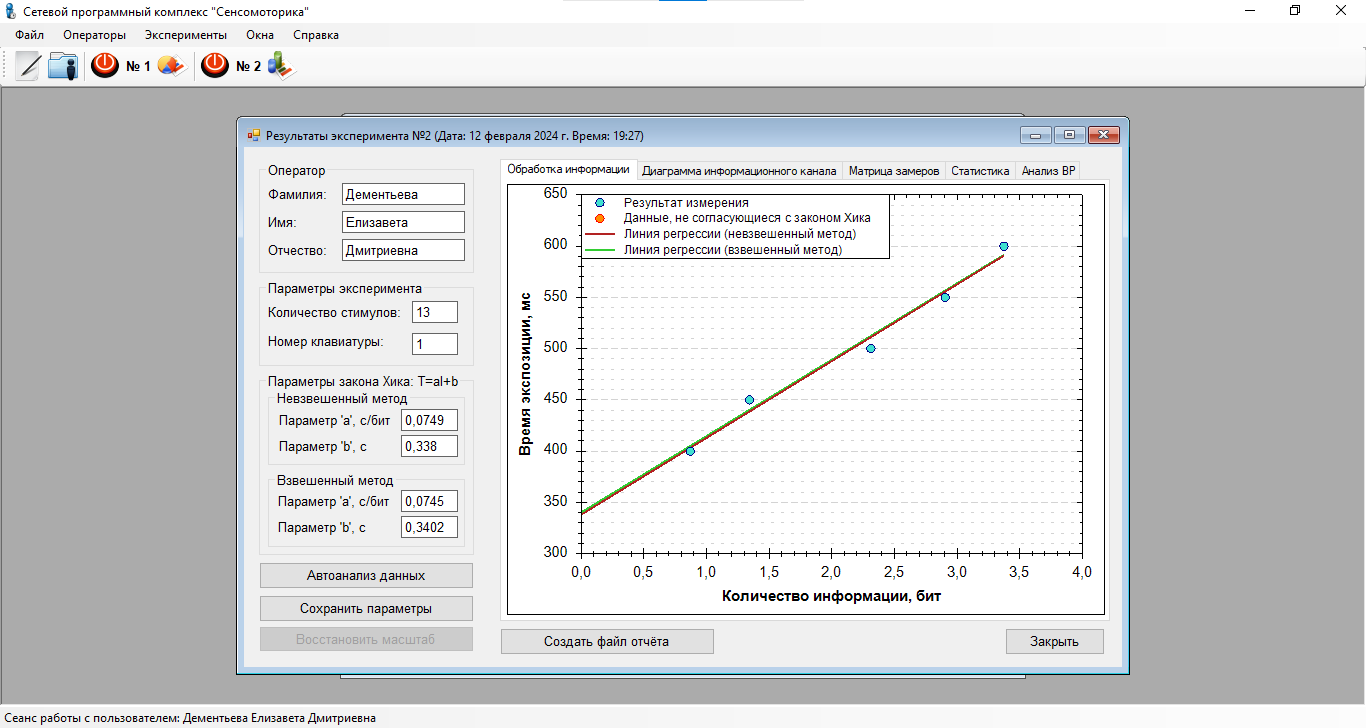 Сетевой программный комплекс "Сенсомоторика"
Файл Операторы Эксперименты Окна Справка
№ 1 № 2
Результаты эксперимента №2 (Дата: 12 февраля 2024 г. Время: 19:27)
Оператор
Фамилия: Дементьева
Имя: Елизавета
Отчество: Дмитриевна
Параметры эксперимента
Количество стимулов: 13
Номер клавиатуры: 1
Параметры закона Хика: T=aI+b
Невзвешенный метод
Параметр 'a', с/бит 0,0749
Параметр 'b', с 0,338
Взвешенный метод
Параметр 'a', с/бит 0,0745
Параметр 'b', с 0,3402
Автоанализ данных
Сохранить параметры
Восстановить масштаб
Обработка информации Диаграмма информационного канала Матрица замеров Статистика Анализ ВР
Результат измерения
Данные, не согласующиеся с законом Хика
Линия регрессии (невзвешенный метод)
Линия регрессии (взвешенный метод)
Время экспозиции, мс
650
600
550
500
450
400
350
300
0,0 0,5 1,0 1,5 2,0 2,5 3,0 3,5 4,0
Количество информации, бит
Создать файл отчёта Закрыть
Сеанс работы с пользователем: Дементьева Елизавета Дмитриевна